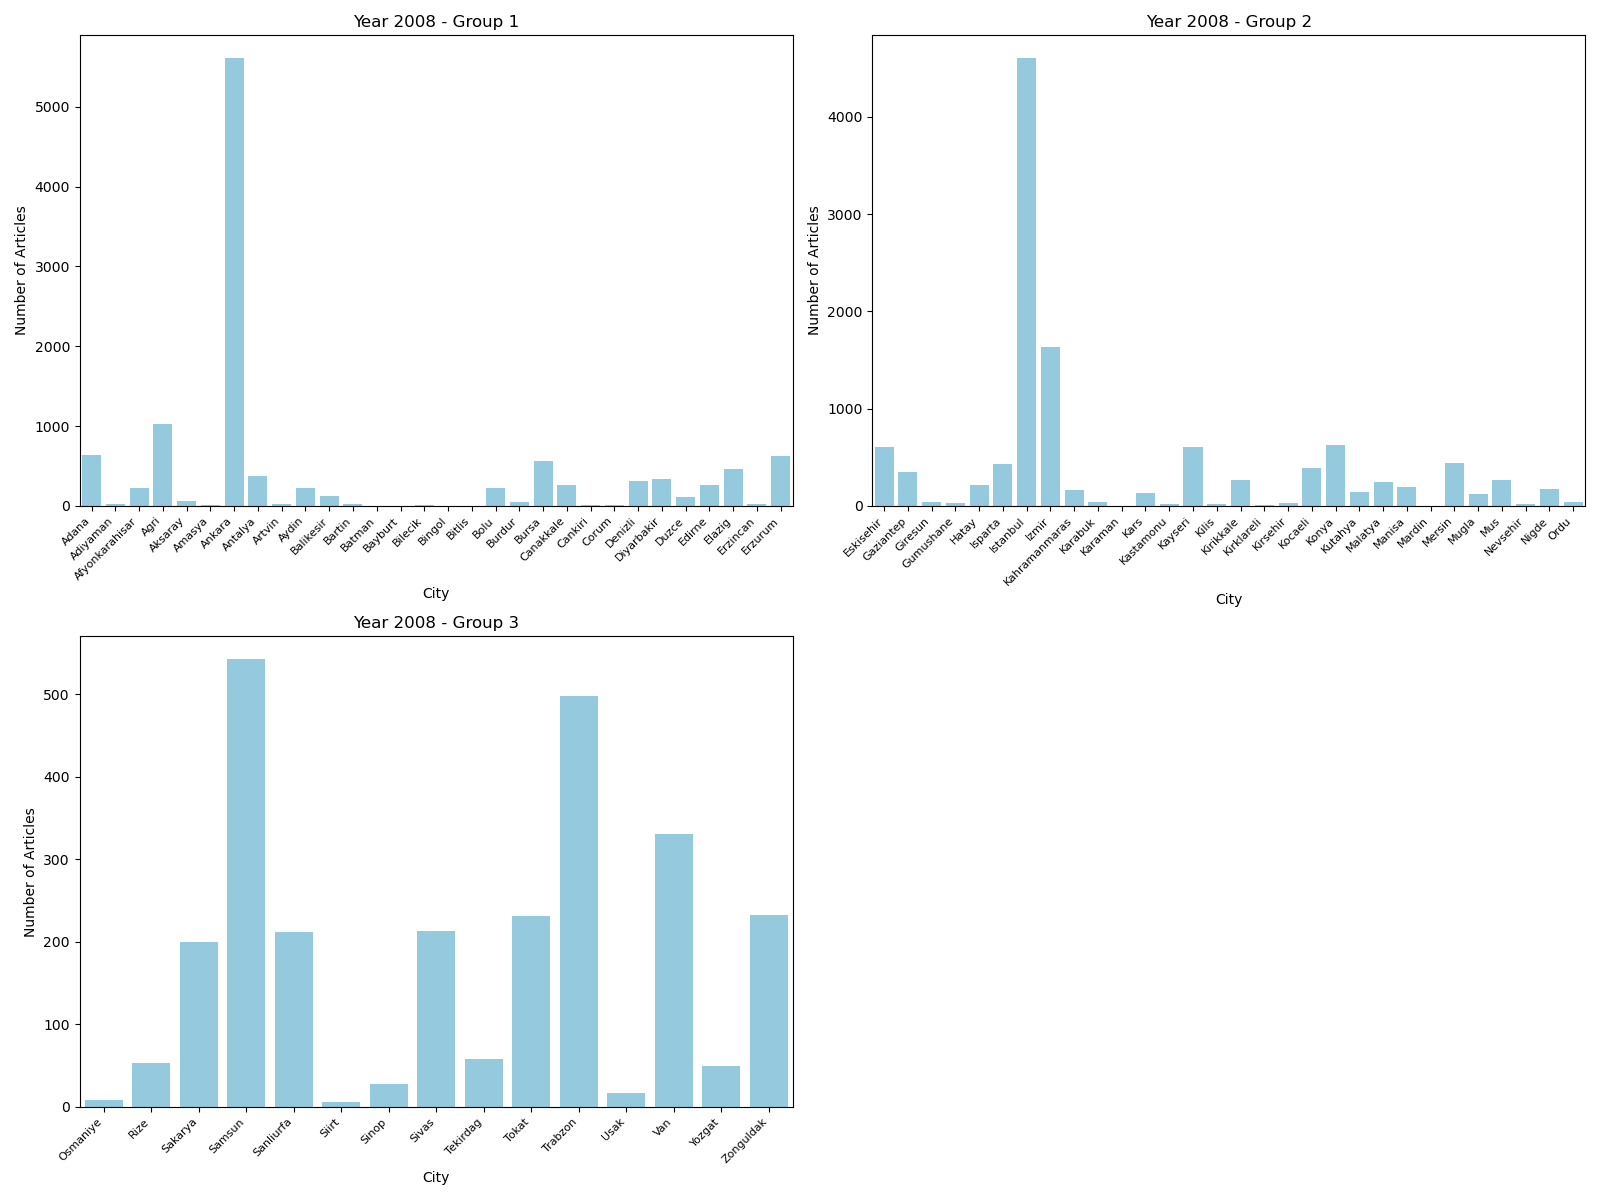 Year 2008 - Group 1
Number of Articles
5000
4000
3000
2000
1000
0
Adana
Adiyaman
Afyonkarahisar
Agri
Aksaray
Amasya
Ankara
Antalya
Artvin
Aydin
Balikesir
Bartin
Batman
Bayburt
Bilecik
Bingol
Bitlis
Bolu
Burdur
Bursa
Canakkale
Cankiri
Corum
Denizli
Diyarbakir
Duzce
Edirne
Elazig
Erzincan
Erzurum
City
Year 2008 - Group 2
Number of Articles
4000
3000
2000
1000
0
Eskisehir
Gaziantep
Giresun
Gumushane
Hatay
Isparta
Istanbul
Izmir
Kahramanmaras
Karabuk
Karaman
Kars
Kastamonu
Kayseri
Kilis
Kirikkale
Kirklareli
Kirsehir
Kocaeli
Konya
Kutahya
Malatya
Manisa
Mardin
Mersin
Mugla
Mus
Nevsehir
Nigde
Ordu
City
Year 2008 - Group 3
Number of Articles
500
400
300
200
100
0
Osmaniye
Rize
Sakarya
Samsun
Sanliurfa
Siirt
Sinop
Sivas
Tekirdag
Tokat
Trabzon
Usak
Van
Yozgat
Zonguldak
City